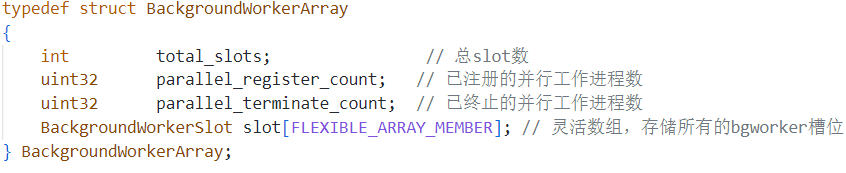 typedef struct BackgroundWorkerArray
{
    int         total_slots;                // 总slot数
    uint32      parallel_register_count;   // 已注册的并行工作进程数
    uint32      parallel_terminate_count;  // 已终止的并行工作进程数
    BackgroundWorkerSlot slot[FLEXIBLE_ARRAY_MEMBER]; // 灵活数组，存储所有的bgworker槽位
} BackgroundWorkerArray;